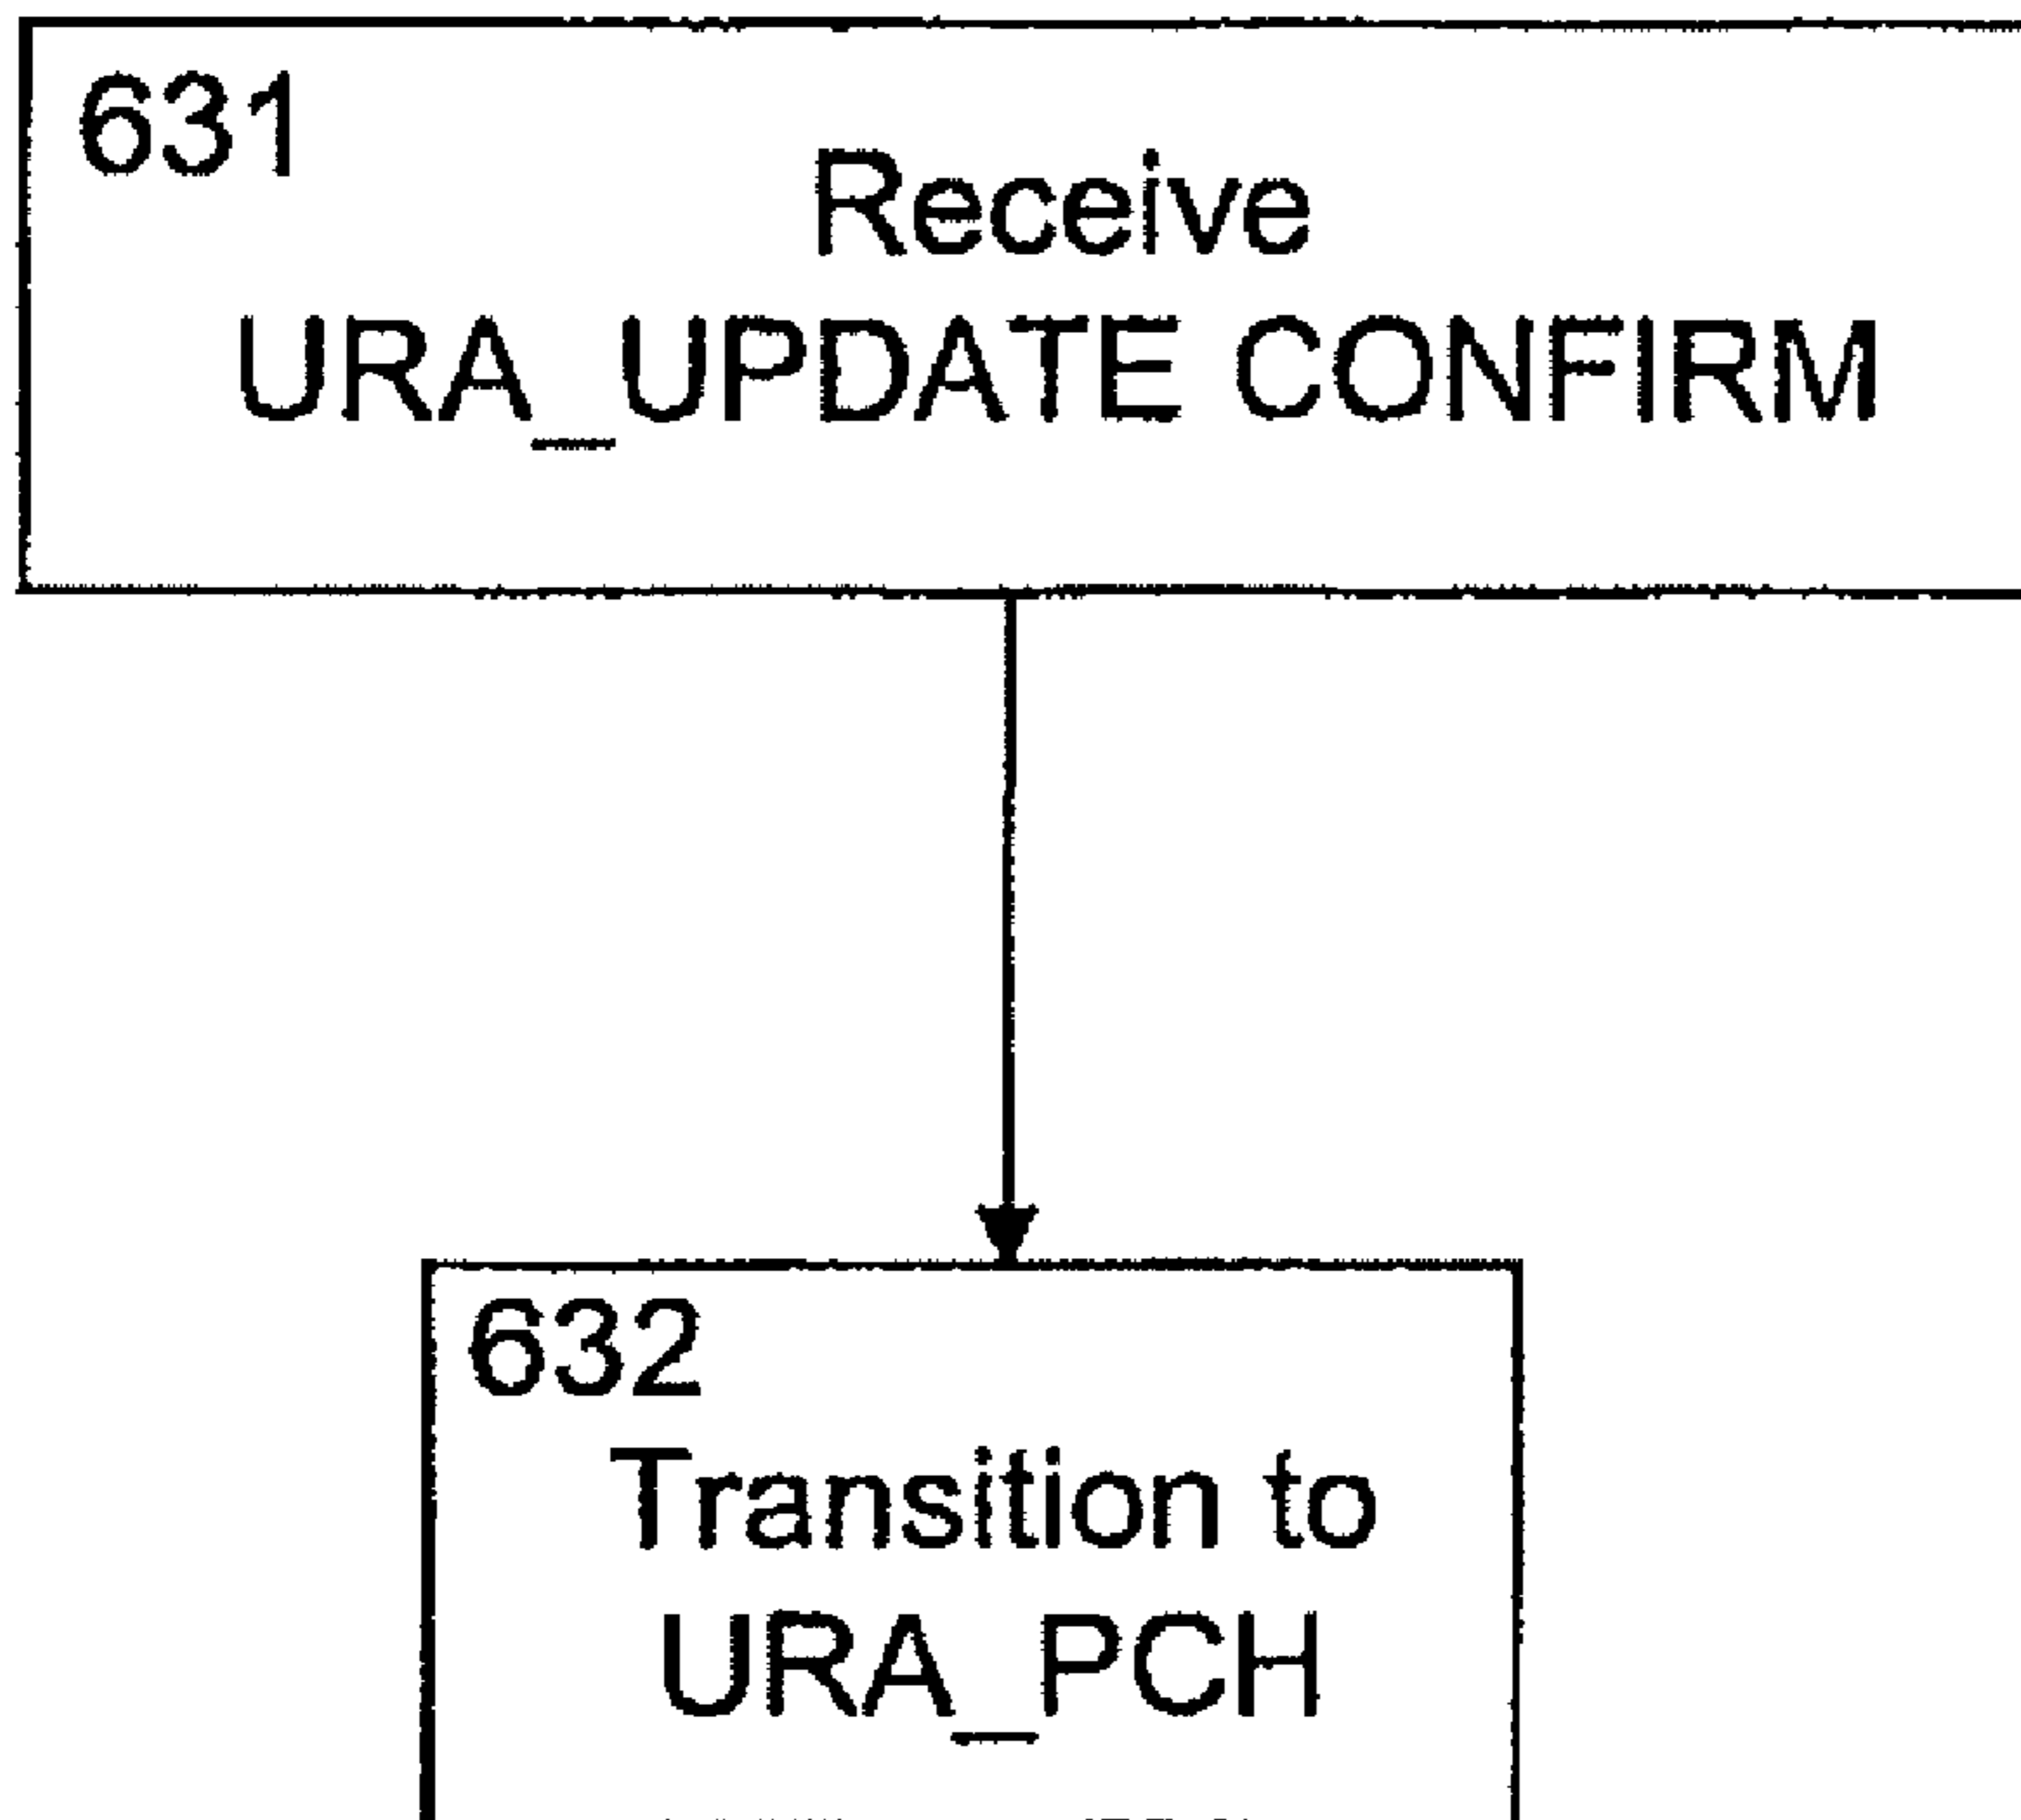 631
Receive
URA_UPDATE CONFIRM
632
Transition to
URA_PCH